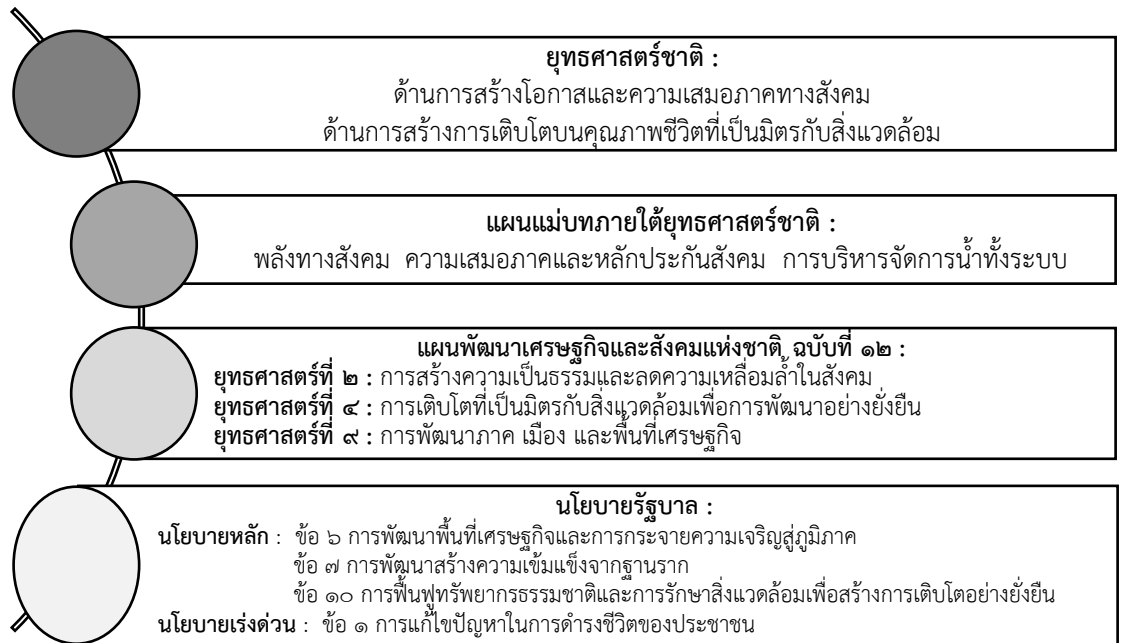 ยุทธศาสตร์ชาติ :
ด้านการสร้างโอกาสและความเสมอภาคทางสังคม
ด้านการสร้างการเติบโตบนคุณภาพชีวิตที่เป็นมิตรกับสิ่งแวดล้อม
แผนแม่บทภายใต้ยุทธศาสตร์ชาติ :
พลังทางสังคม ความเสมอภาคและหลักประกันสังคม การบริหารจัดการน้ำทั้งระบบ
แผนพัฒนาเศรษฐกิจและสังคมแห่งชาติ ฉบับที่ ๑๒ :
ยุทธศาสตร์ที่ ๒ : การสร้างความเป็นธรรมและลดความเหลื่อมล้ำในสังคม
ยุทธศาสตร์ที่ ๔ : การเติบโตที่เป็นมิตรกับสิ่งแวดล้อมเพื่อการพัฒนาอย่างยั่งยืน
ยุทธศาสตร์ที่ ๙ : การพัฒนาภาค เมือง และพื้นที่เศรษฐกิจ
นโยบายรัฐบาล :
นโยบายหลัก : ข้อ ๖ การพัฒนาพื้นที่เศรษฐกิจและการกระจายความเจริญสู่ภูมิภาค
ข้อ ๗ การพัฒนาสร้างความเข้มแข็งจากฐานราก
ข้อ ๑๐ การฟื้นฟูทรัพยากรธรรมชาติและการรักษาสิ่งแวดล้อมเพื่อสร้างการเติบโตอย่างยั่งยืน
นโยบายเร่งด่วน : ข้อ ๑ การแก้ไขปัญหาในการดำรงชีวิตของประชาชน